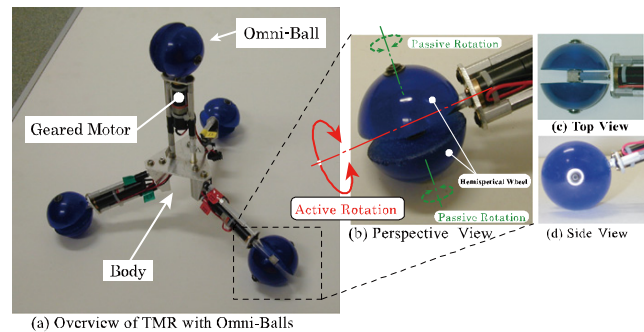 Omni-Ball
Geared Motor
Body
(a) Overview of TMR with Omni-Balls
Passive Rotation
Hemisperical Wheel
Active Rotation
Passive Rotation
(b) Perspective View
(c) Top View
(d) Side View